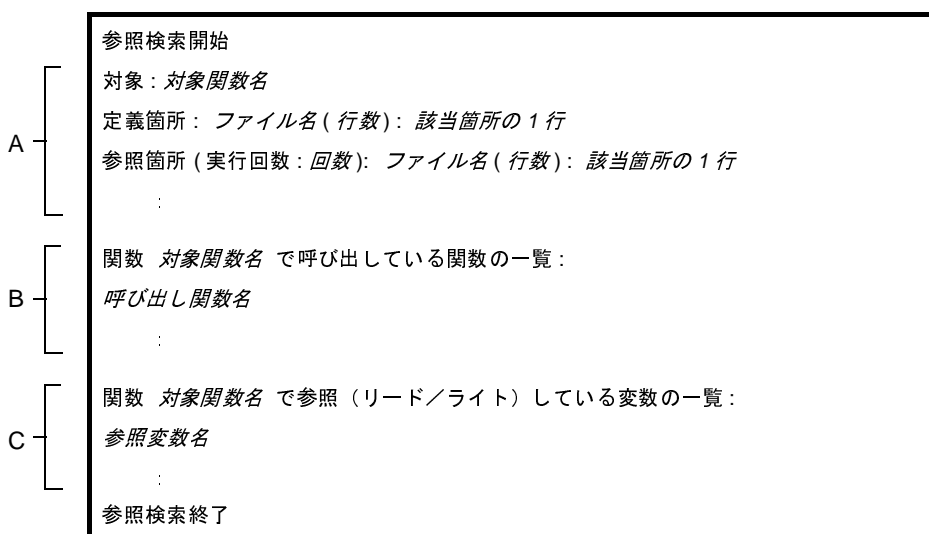 参照検索開始
A
対象 : 対象関数名
定義箇所 : ファイル名 ( 行数 ) : 該当箇所の 1 行
参照箇所 ( 実行回数 : 回数 ): ファイル名 ( 行数 ) : 該当箇所の 1 行
:
B
関数 対象関数名 で呼び出している関数の一覧 :
呼び出し関数名
:
C
関数 対象関数名 で参照（リード／ライト）している変数の一覧 :
参照変数名
:
参照検索終了